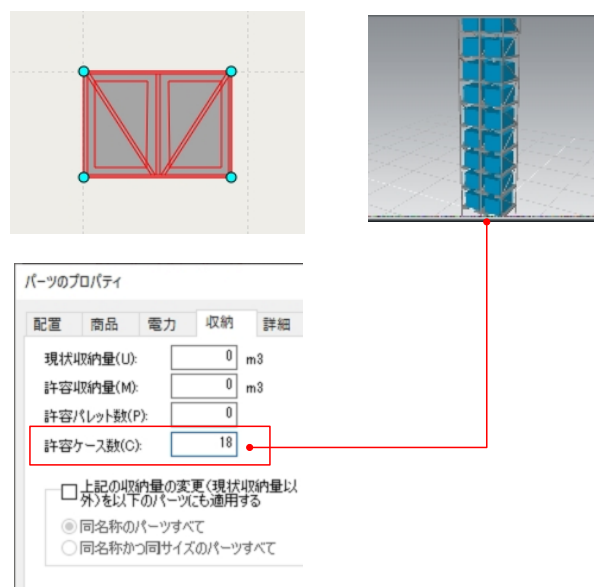 パーツのプロパティ
配置 商品 電力 収納 詳細
現状収納量(U): 0 m3
許容収納量(M): 0 m3
許容パレット数(P): 0
許容ケース数(C): 18
上記の収納量の変更(現状収納量以
外)を以下のパーツにも適用する
同名称のパーツすべて
同名称かつ同サイズのパーツすべて